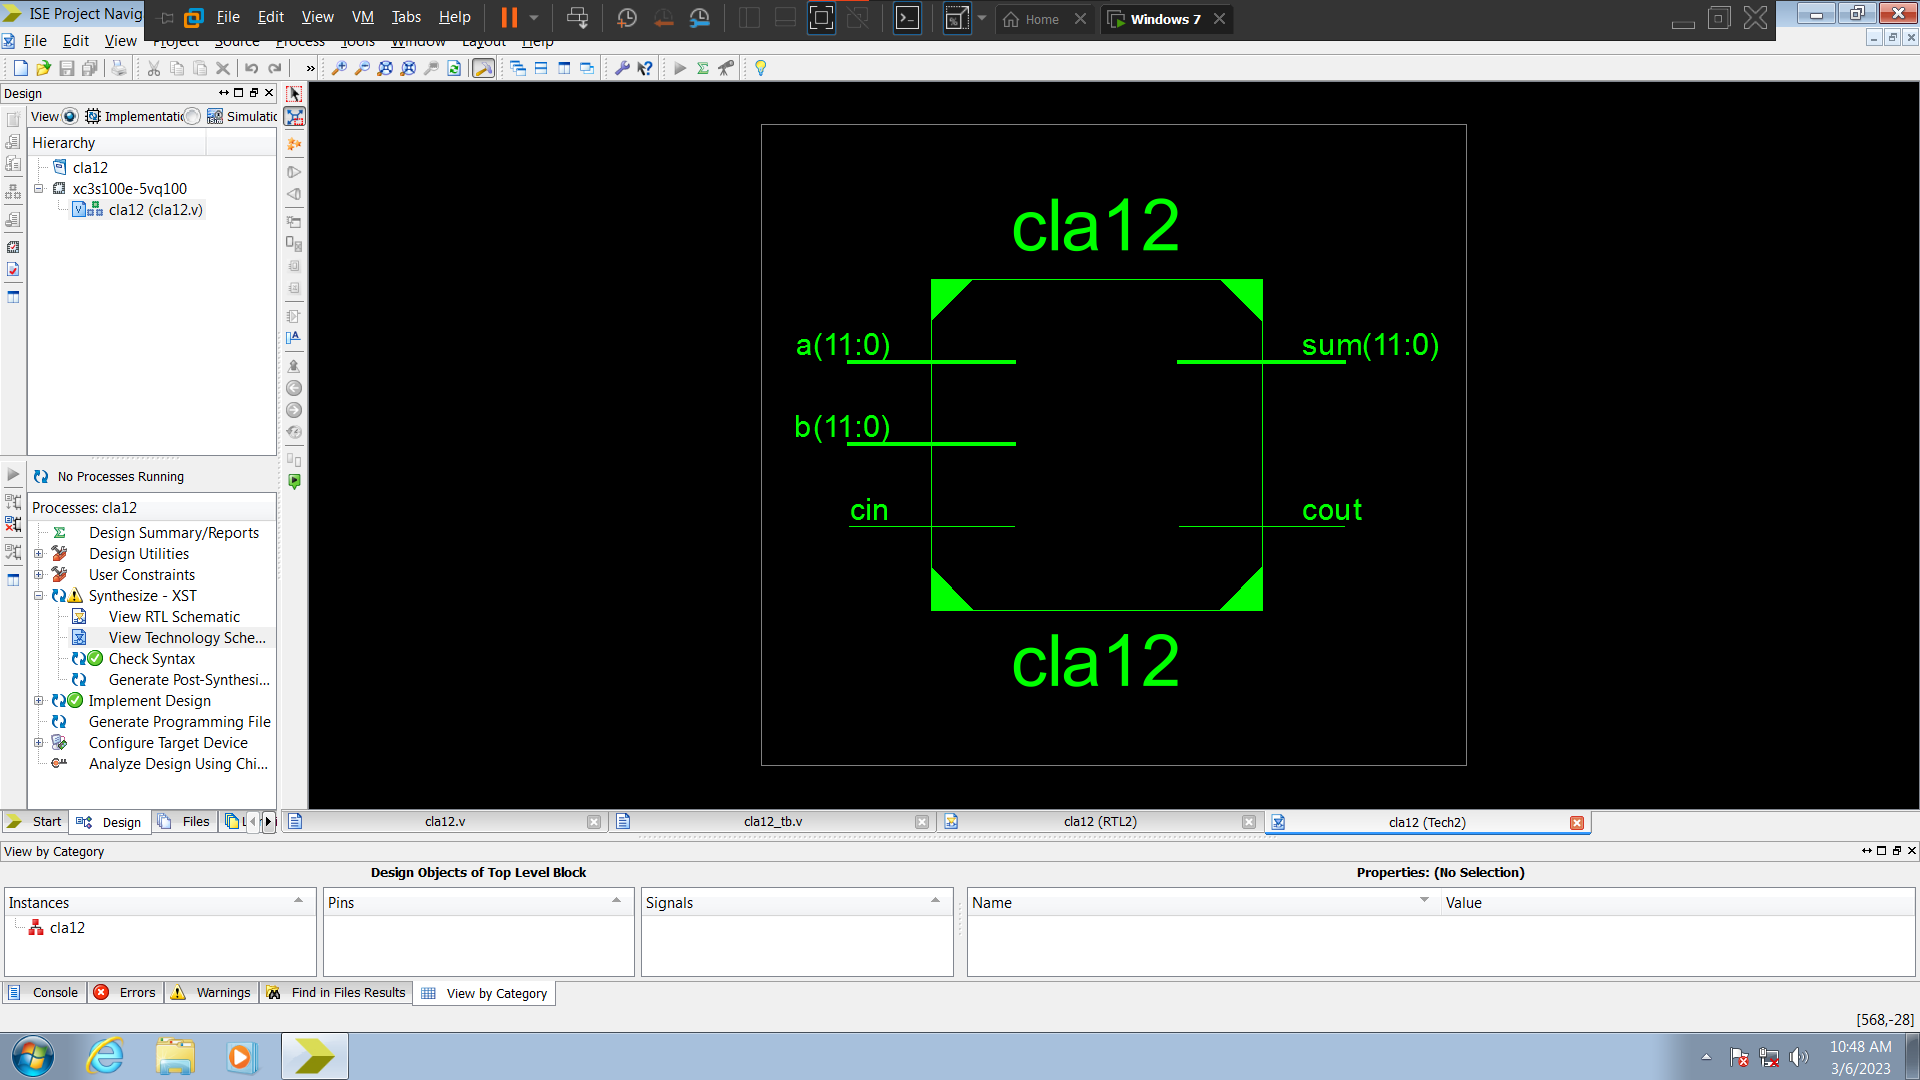 ISE Project Navig
File Edit View VM Tabs Help
Home
Windows 7
File Edit View Project Source Process Tools Window Layout Help
Design
View Implementatic Simulatic
Hierarchy
cla12
xc3s100e-5vq100
cla12 (cla12.v)
No Processes Running
Processes: cla12
Design Summary/Reports
Design Utilities
User Constraints
Synthesize - XST
View RTL Schematic
View Technology Sche...
Check Syntax
Generate Post-Synthesi...
Implement Design
Generate Programming File
Configure Target Device
Analyze Design Using Chi...
Start Design Files
cla12
a(11:0) sum(11:0)
b(11:0)
cin cout
cla12
cla12.v
cla12_tb.v
cla12 (RTL2)
cla12 (Tech2)
View by Category
Design Objects of Top Level Block
Properties: (No Selection)
Instances Pins Signals Name Value
cla12
Console Errors Warnings Find in Files Results View by Category
[568,-28]
10:48 AM
3/6/2023